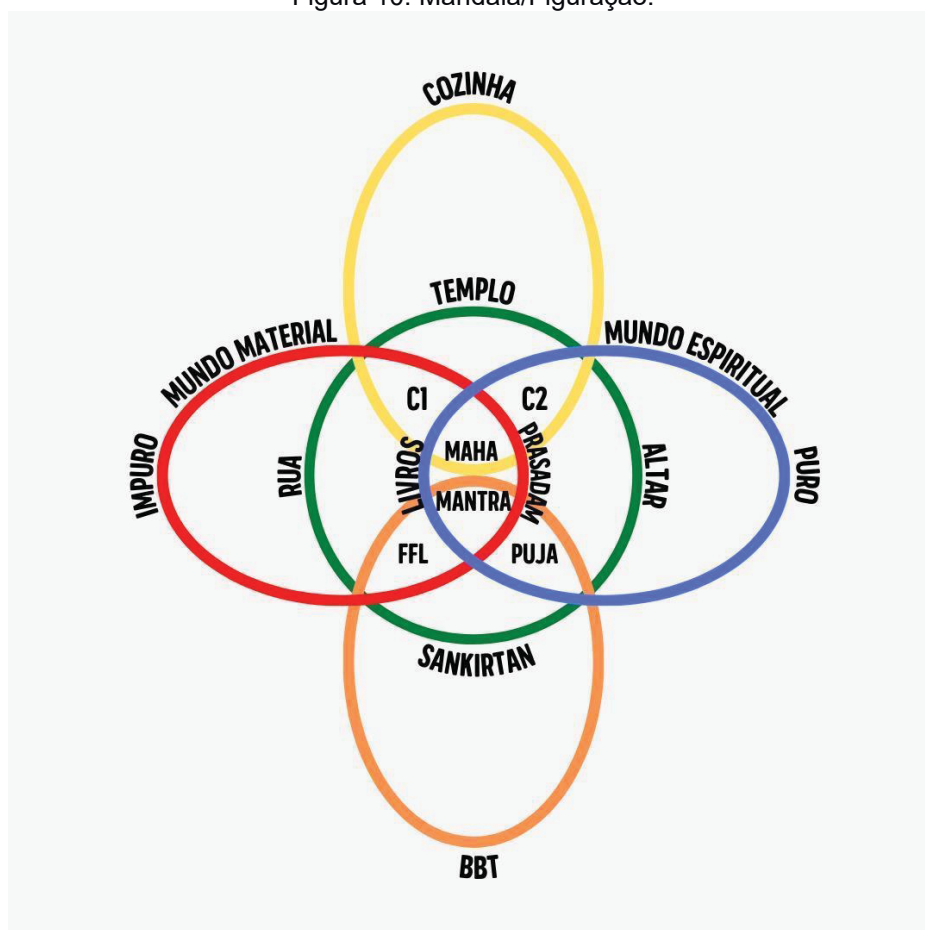 Figura 10. Mandala/Figuração.
COZINHA
TEMPLO
MUNDO MATERIAL
MUNDO ESPIRITUAL
C1
C2
IMPURO
RUA
LIVROS
MAHA
PRASADAM
ALTAR
PURO
MANTRA
FFL
PUJA
SANKIRTAN
BBT